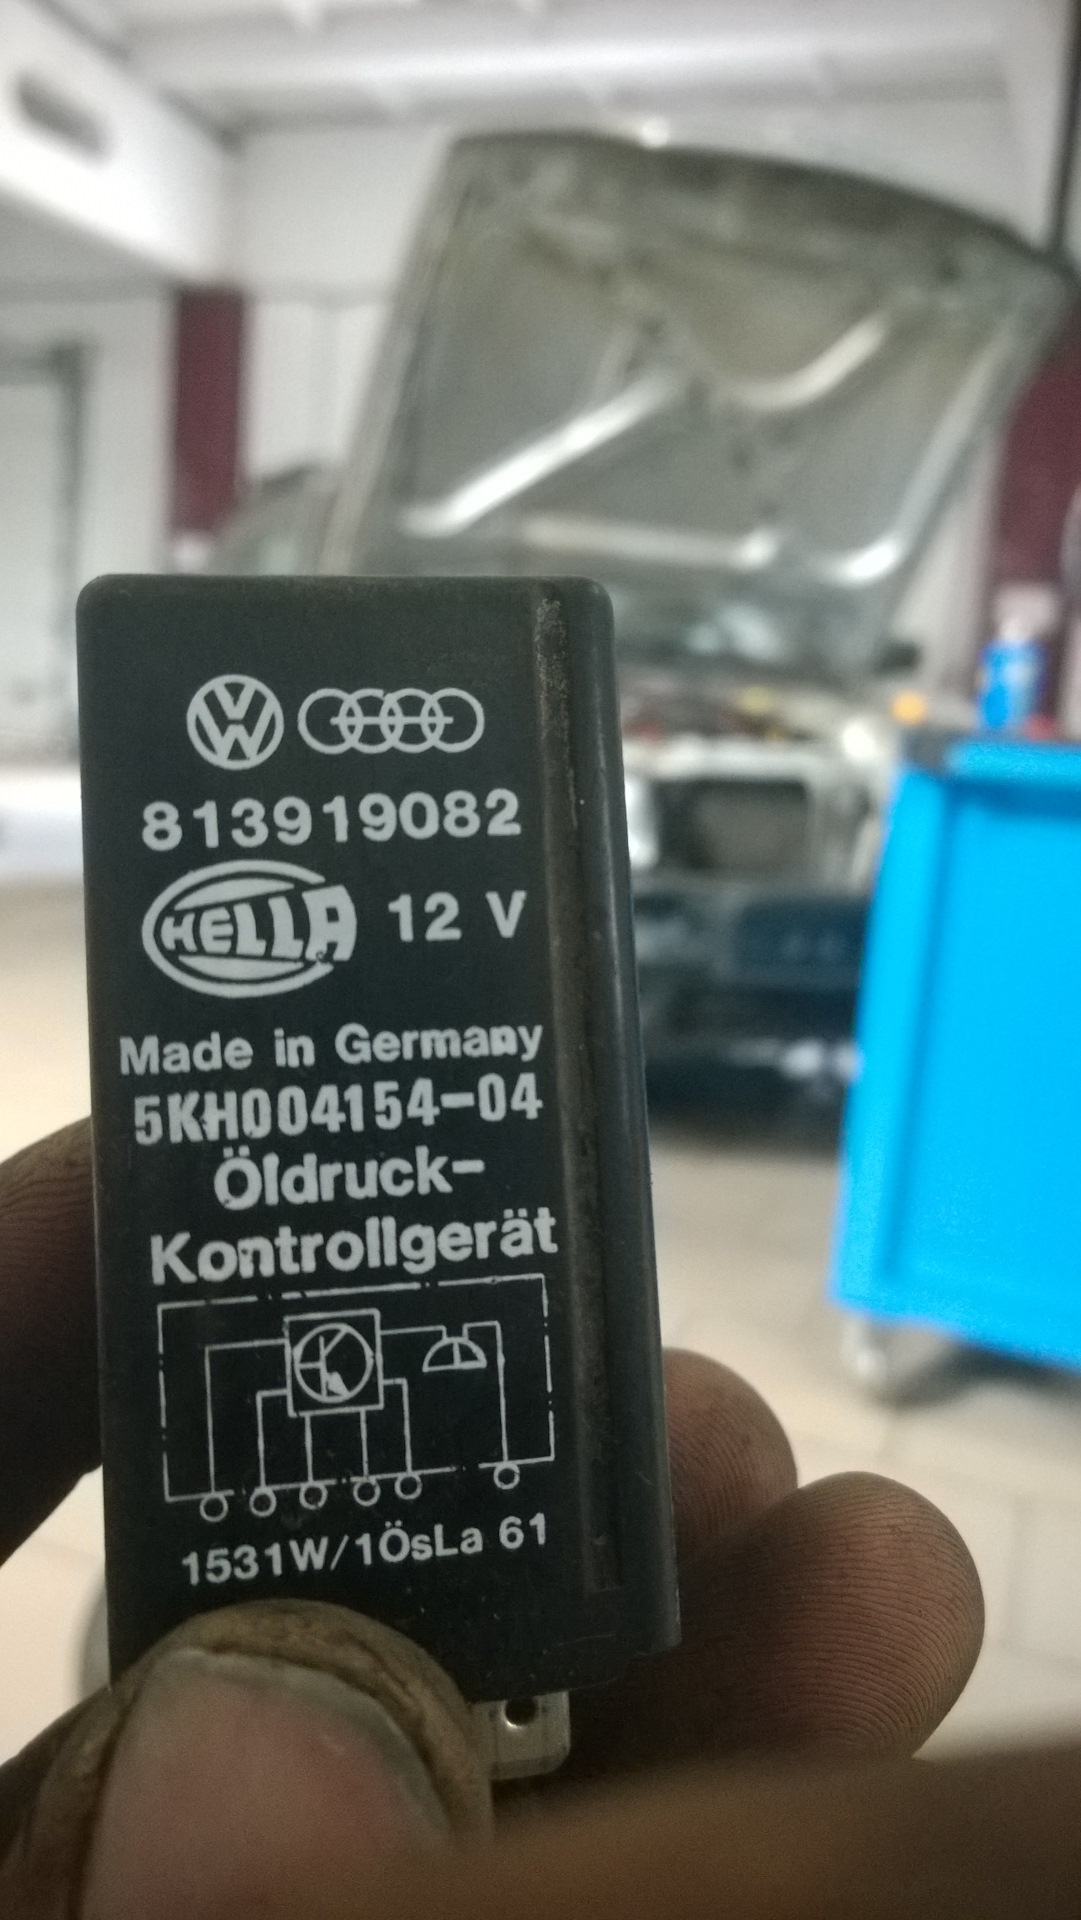 813919082
HELLA 12 V
Made in Germany
5KH004154-04
Öldruck-
Kontrollgerät
1531W/1ÖsLa 61